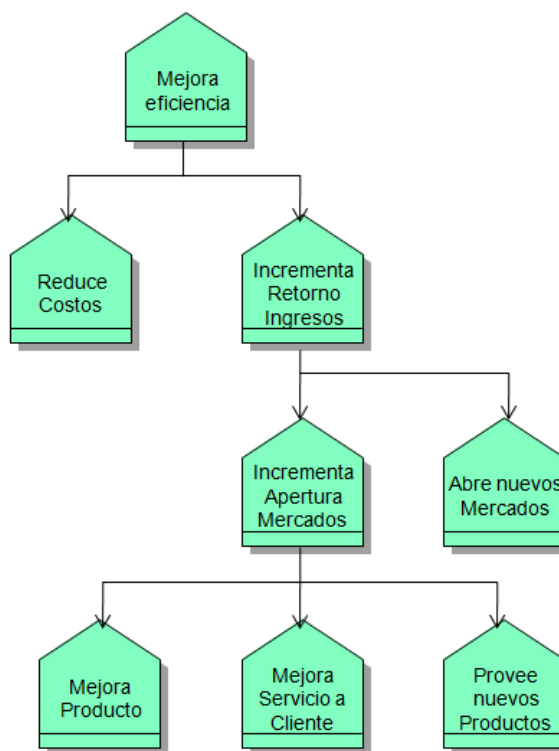 Mejora
eficiencia
Reduce
Costos
Incrementa
Retorno
Ingresos
Incrementa
Apertura
Mercados
Abre nuevos
Mercados
Mejora
Producto
Mejora
Servicio a
Cliente
Provee
nuevos
Productos